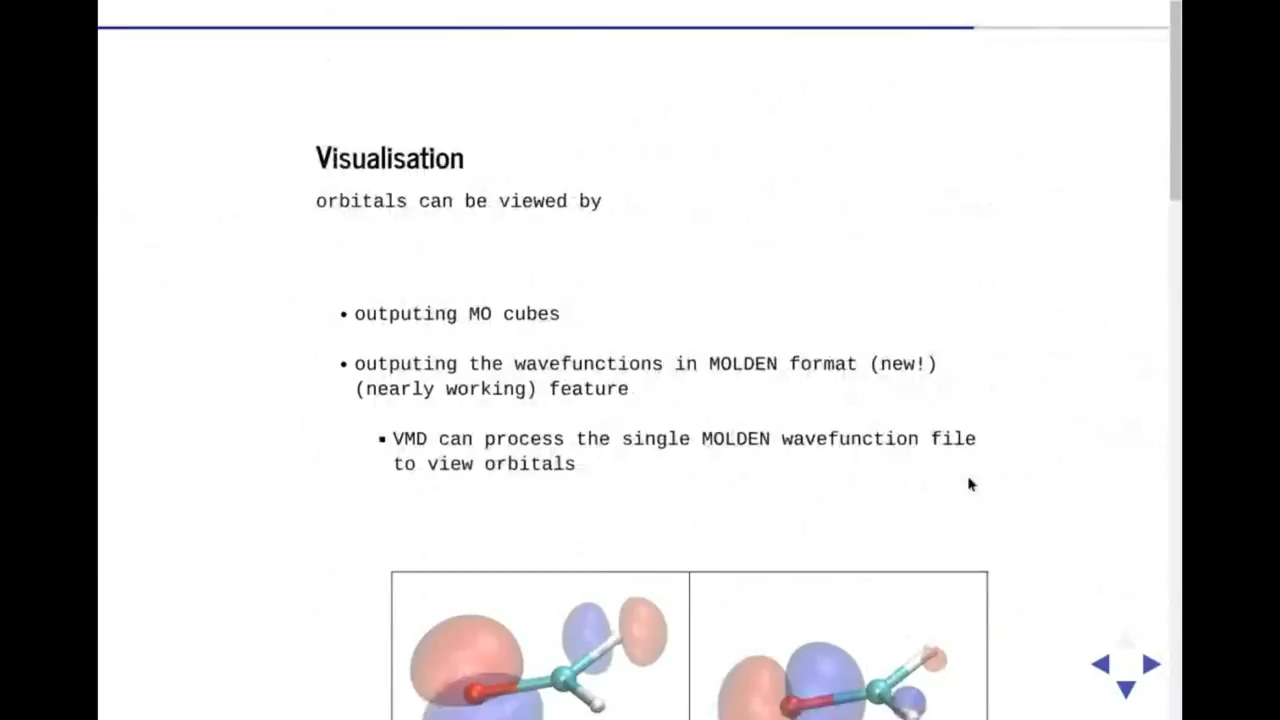 Visualisation
orbitals can be viewed by
• outputing MO cubes
• outputing the wavefunctions in MOLDEN format (new!)
(nearly working) feature
▪ VMD can process the single MOLDEN wavefunction file
to view orbitals